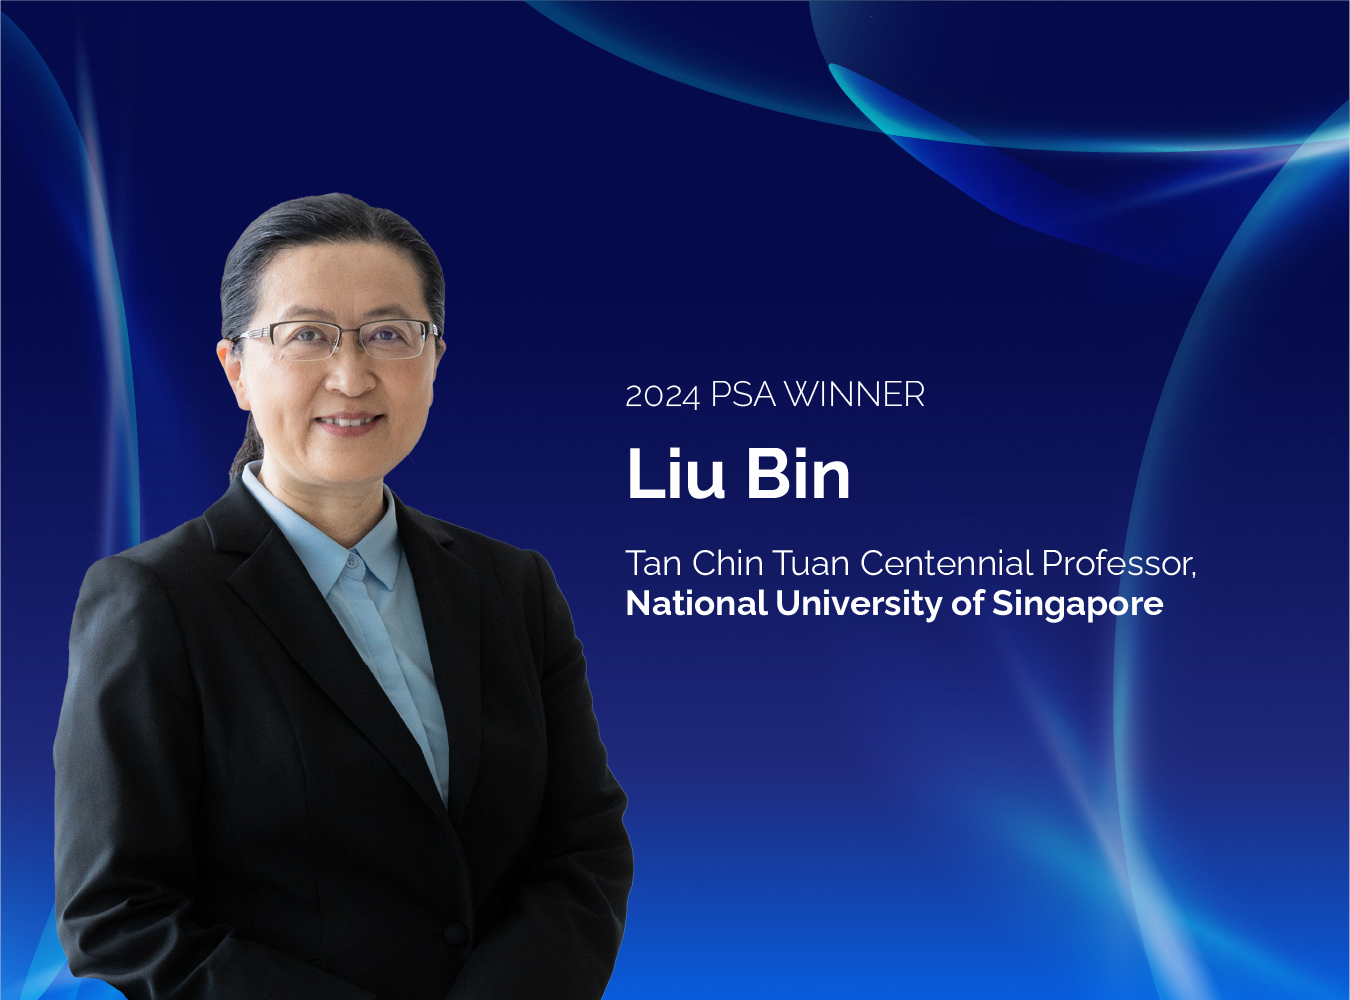 2024 PSA WINNER
Liu Bin
Tan Chin Tuan Centennial Professor,
National University of Singapore